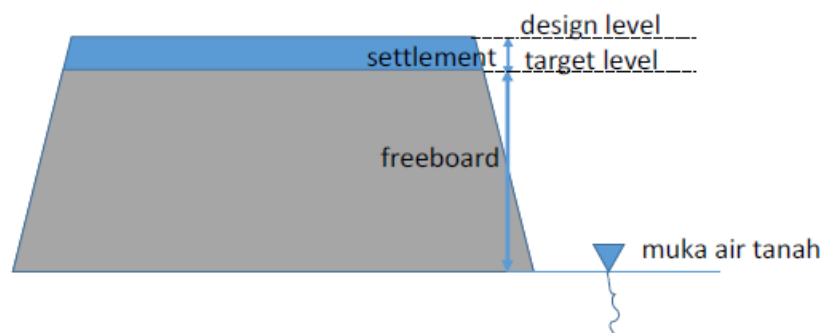 design level
settlement
target level
freeboard
muka air tanah